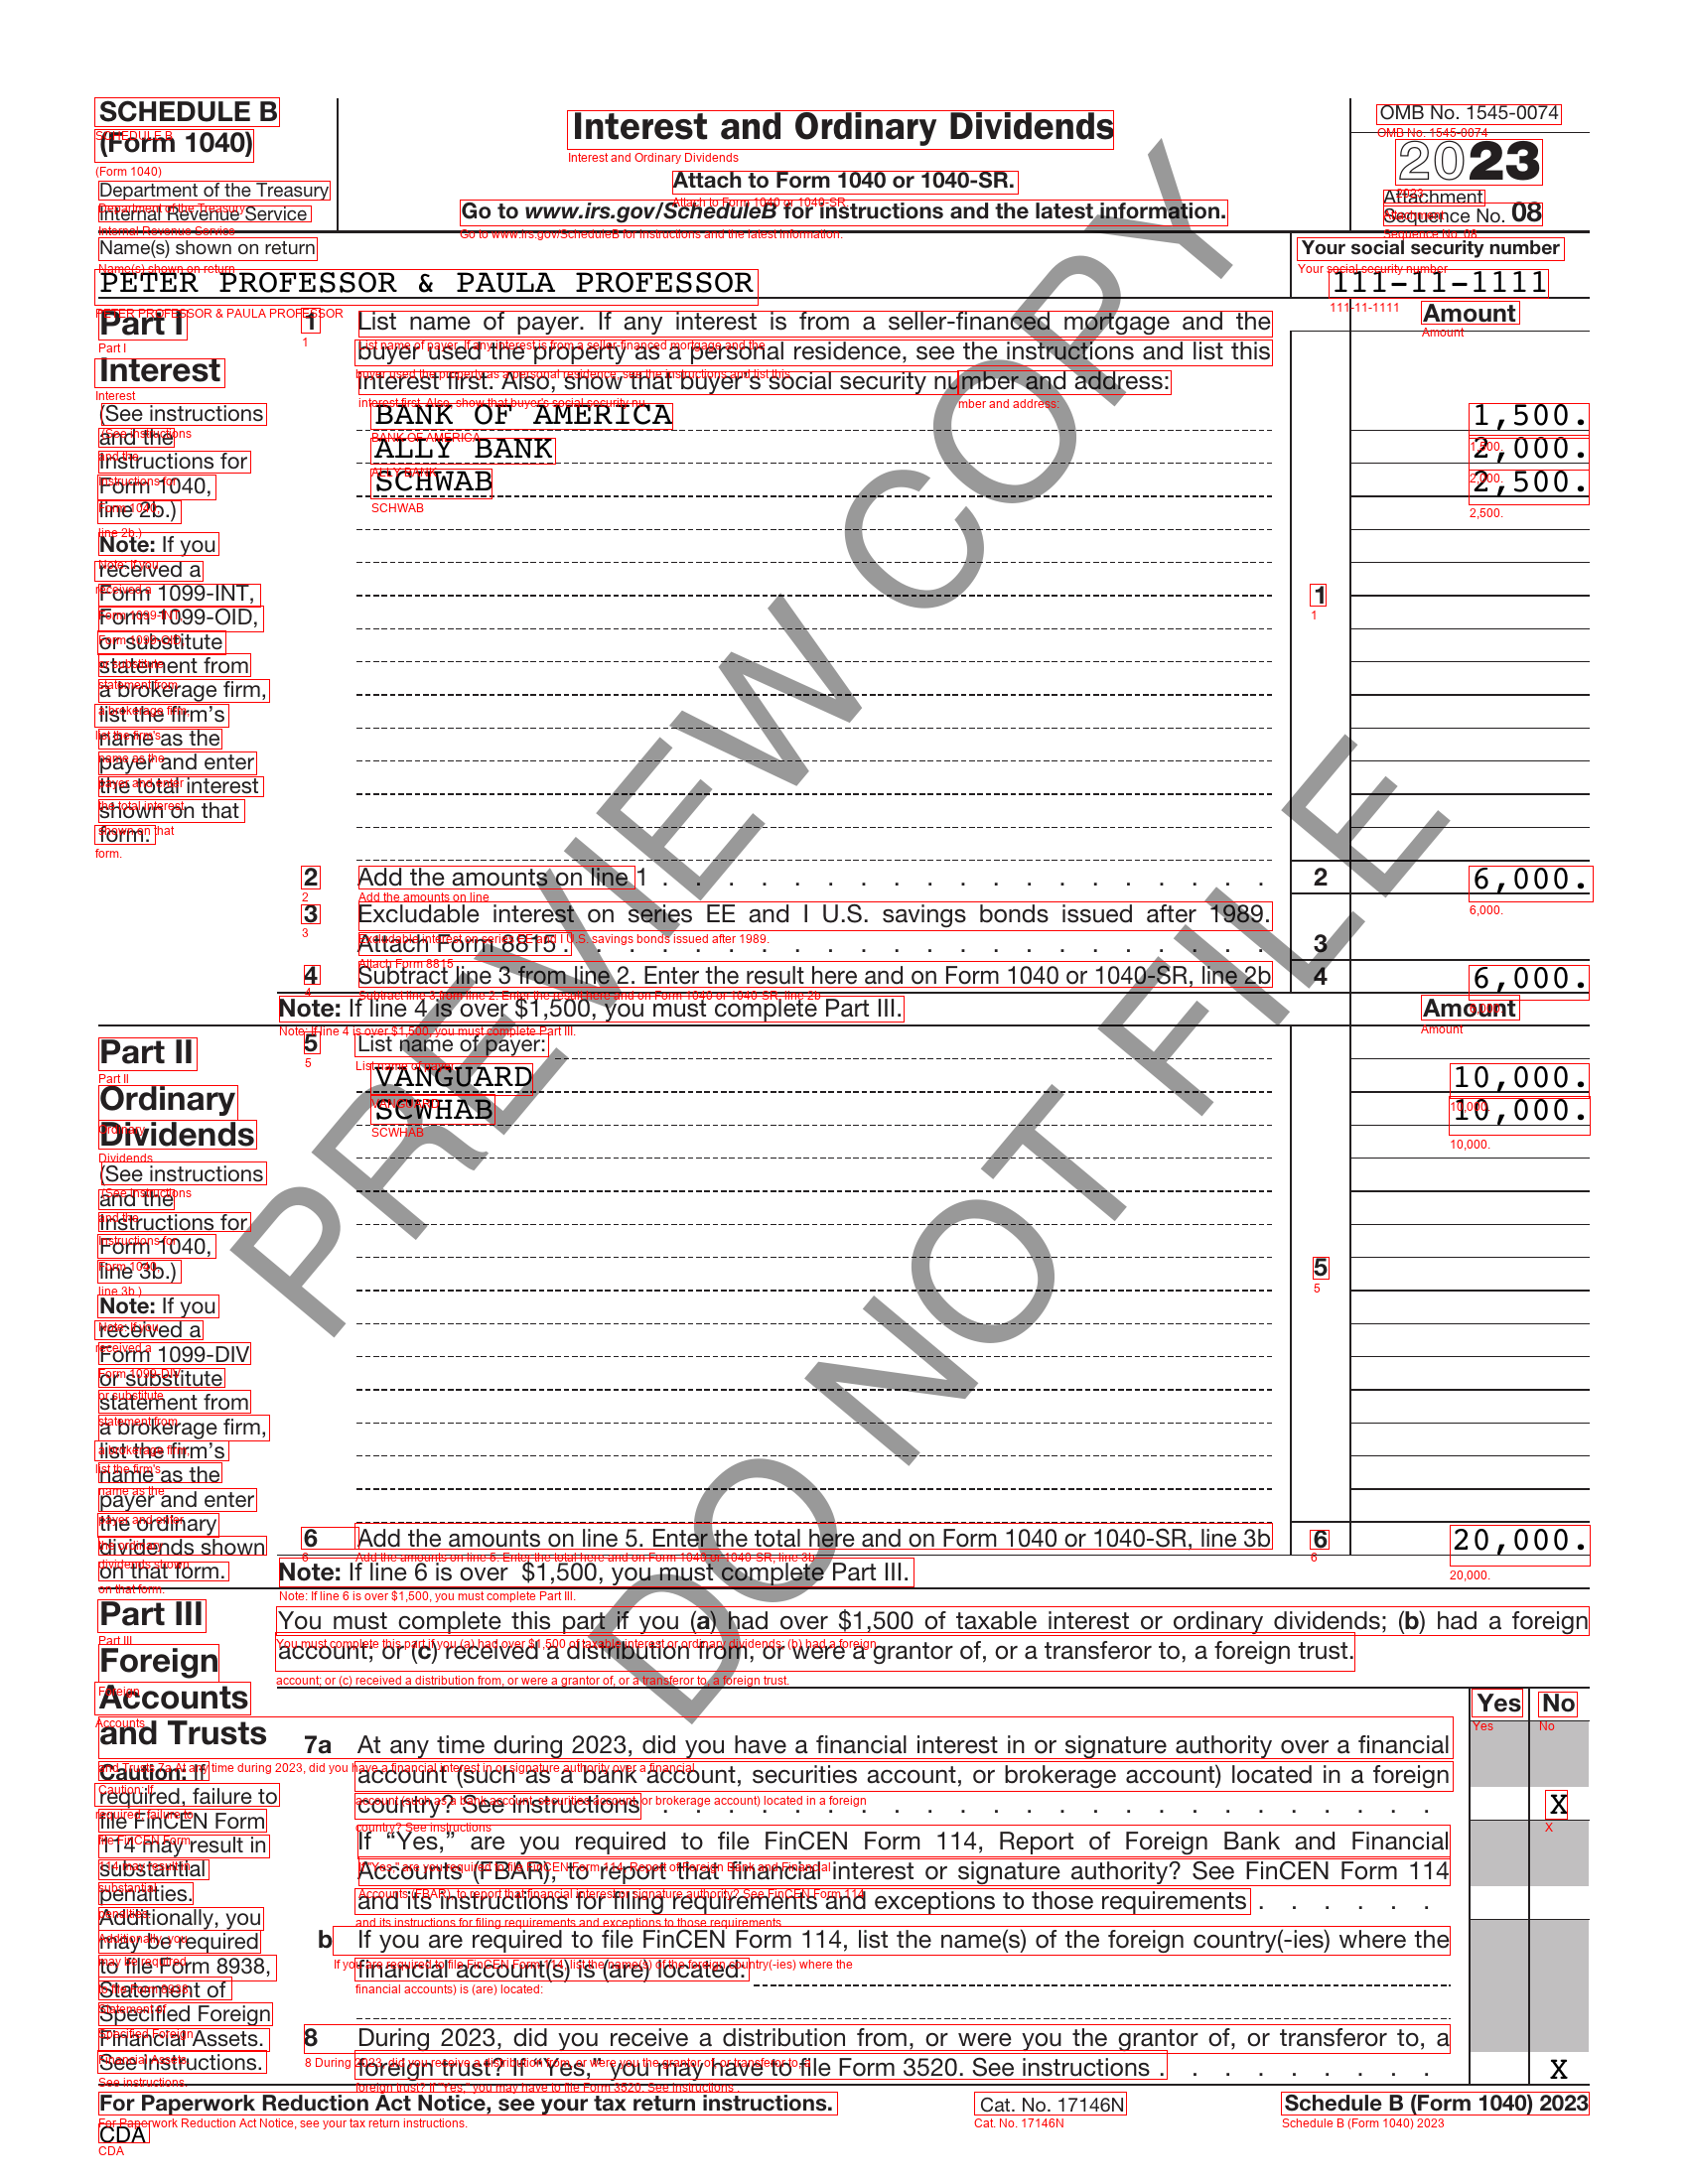 SCHEDULE B
(Form 1040)
Department of the Treasury
Internal Revenue Service
Interest and Ordinary Dividends
Attach to Form 1040 or 1040-SR.
Go to www.irs.gov/ScheduleB for instructions and the latest information.
OMB No. 1545-0074
2023
Attachment
Sequence No. 08
Name(s) shown on return
PETER PROFESSOR & PAULA PROFESSOR
Your social security number
111-11-1111
Part I
Interest
(See instructions
and the
instructions for
Form 1040,
line 2b.)
Note: If you
received a
Form 1099-INT,
Form 1099-OID,
or substitute
statement from
a brokerage firm,
list the firm's
name as the
payer and enter
the total interest
shown on that
form.
1 List name of payer. If any interest is from a seller-financed mortgage and the
buyer used the property as a personal residence, see the instructions and list this
interest first. Also, show that buyer's social security number and address:
Amount
BANK OF AMERICA 1,500.
ALLY BANK 2,000.
SCHWAB 2,500.
1
2 Add the amounts on line 1 . . . . . . . . . . . . . . . . . . . 2 6,000.
3 Excludable interest on series EE and I U.S. savings bonds issued after 1989.
Attach Form 8815 . . . . . . . . . . . . . . . . . . . . . 3
4 Subtract line 3 from line 2. Enter the result here and on Form 1040 or 1040-SR, line 2b 4 6,000.
Note: If line 4 is over $1,500, you must complete Part III. Amount
Part II
Ordinary
Dividends
(See instructions
and the
instructions for
Form 1040,
line 3b.)
Note: If you
received a
Form 1099-DIV
or substitute
statement from
a brokerage firm,
list the firm's
name as the
payer and enter
the ordinary
dividends shown
on that form.
5 List name of payer:
VANGUARD 10,000.
SCWHAB 10,000.
5
6 Add the amounts on line 5. Enter the total here and on Form 1040 or 1040-SR, line 3b 6 20,000.
Note: If line 6 is over $1,500, you must complete Part III.
Part III
Foreign
Accounts
and Trusts
Caution: If
required, failure to
file FinCEN Form
114 may result in
substantial
penalties.
Additionally, you
may be required
to file Form 8938,
Statement of
Specified Foreign
Financial Assets.
See instructions.
You must complete this part if you (a) had over $1,500 of taxable interest or ordinary dividends; (b) had a foreign
account; or (c) received a distribution from, or were a grantor of, or a transferor to, a foreign trust.
Yes No
7a At any time during 2023, did you have a financial interest in or signature authority over a financial
account (such as a bank account, securities account, or brokerage account) located in a foreign
country? See instructions . . . . . . . . . . . . . . . . . . . . . . . . X
If "Yes," are you required to file FinCEN Form 114, Report of Foreign Bank and Financial
Accounts (FBAR), to report that financial interest or signature authority? See FinCEN Form 114
and its instructions for filing requirements and exceptions to those requirements . . . . . .
b If you are required to file FinCEN Form 114, list the name(s) of the foreign country(-ies) where the
financial account(s) is (are) located:
8 During 2023, did you receive a distribution from, or were you the grantor of, or transferor to, a
foreign trust? If "Yes," you may have to file Form 3520. See instructions . . . . . . . . . X
For Paperwork Reduction Act Notice, see your tax return instructions. Cat. No. 17146N Schedule B (Form 1040) 2023
CDA
PREVIEW COPY
DO NOT FILE